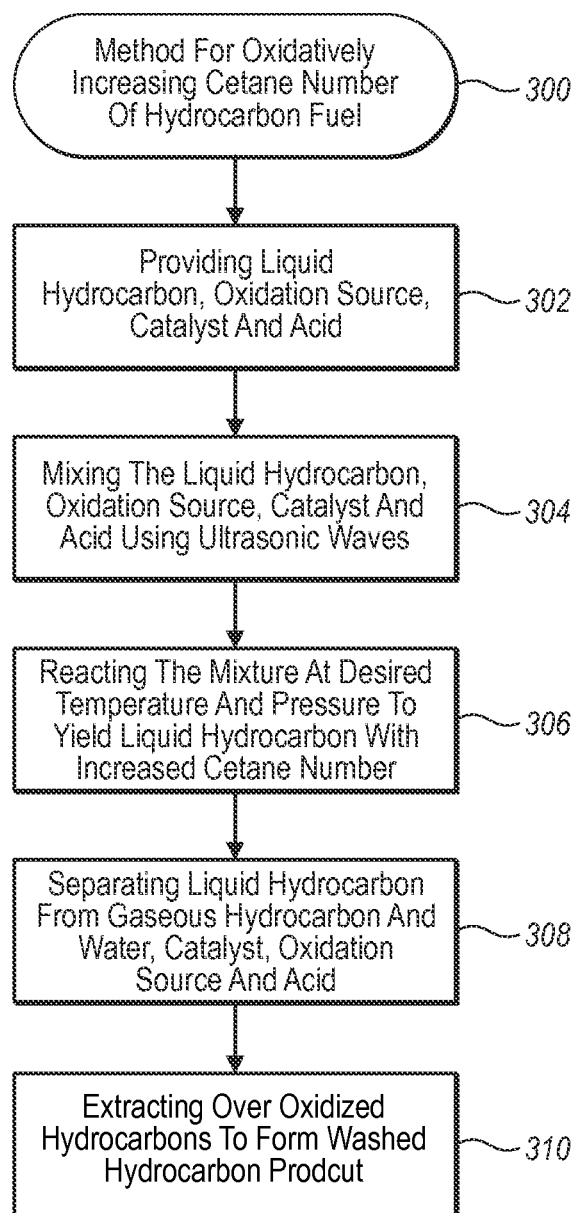 Method For Oxidatively
Increasing Cetane Number
Of Hydrocarbon Fuel
300
Providing Liquid
Hydrocarbon, Oxidation Source,
Catalyst And Acid
302
Mixing The Liquid Hydrocarbon,
Oxidation Source, Catalyst And
Acid Using Ultrasonic Waves
304
Reacting The Mixture At Desired
Temperature And Pressure To
Yield Liquid Hydrocarbon With
Increased Cetane Number
306
Separating Liquid Hydrocarbon
From Gaseous Hydrocarbon And
Water, Catalyst, Oxidation
Source And Acid
308
Extracting Over Oxidized
Hydrocarbons To Form Washed
Hydrocarbon Prodcut
310